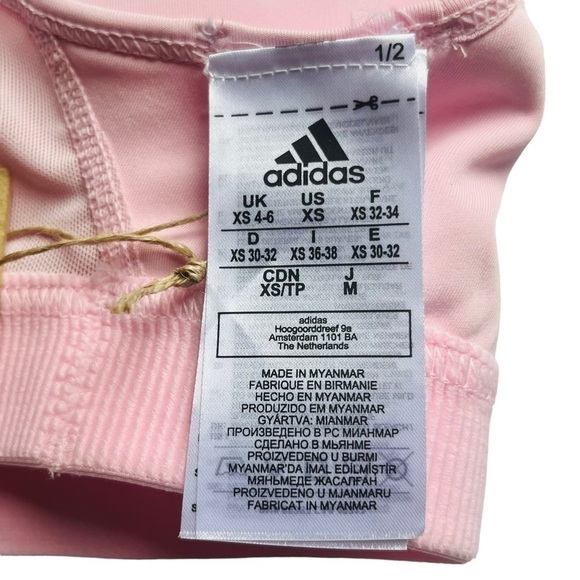 1/2
adidas
UK US F
XS 4-6 XS XS 32-34
D I E
XS 30-32 XS 36-38 XS 30-32
CDN J
XS/TP M
adidas
Hoogoorddreef 9a
Amsterdam 1101 BA
The Netherlands
MADE IN MYANMAR
FABRIQUE EN BIRMANIE
HECHO EN MYANMAR
PRODUZIDO EM MYANMAR
GYÁRTVA: MIANMAR
ПРОИЗВЕДЕНО В РС МИАНМАР
СДЕЛАНО В МЬЯНМЕ
PROIZVEDENO U BURMI
MYANMAR'DA İMAL EDİLMİŞTİR
МЯНЬМЕДЕ ЖАСАЛҒАН
PROIZVEDENO U MJANMARU
FABRICAT IN MYANMAR